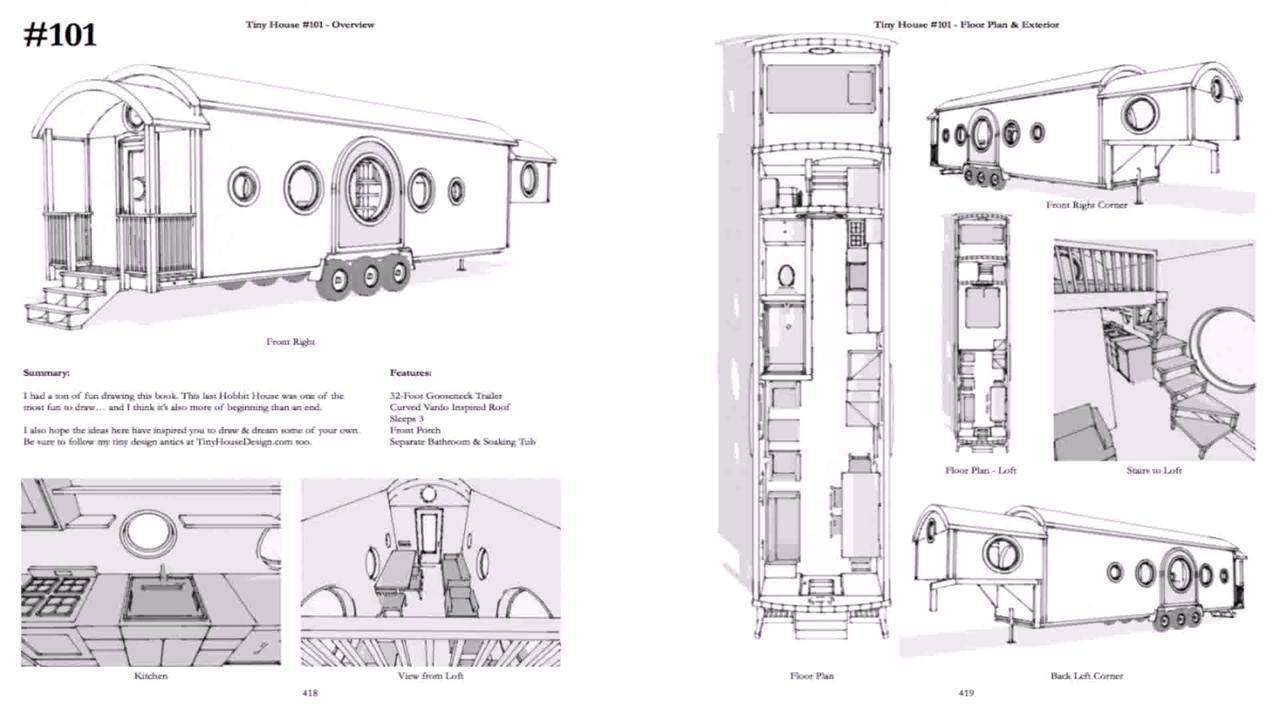 #101
Tiny House #101 - Overview
Front Right
Summary:
I had a ton of fun drawing this book. This last Hobbit House was one of the
most fun to draw… and I think it's also more of beginning than an end.
I also hope the ideas here have inspired you to draw & dream some of your own.
Be sure to follow my tiny design antics at TinyHouseDesign.com too.
Features:
32-Foot Gooseneck Trailer
Curved Vardo Inspired Roof
Sleeps 3
Front Porch
Separate Bathroom & Soaking Tub
Kitchen
View from Loft
418
Tiny House #101 - Floor Plan & Exterior
Front Right Corner
Floor Plan - Loft
Stairs to Loft
Floor Plan
Back Left Corner
419